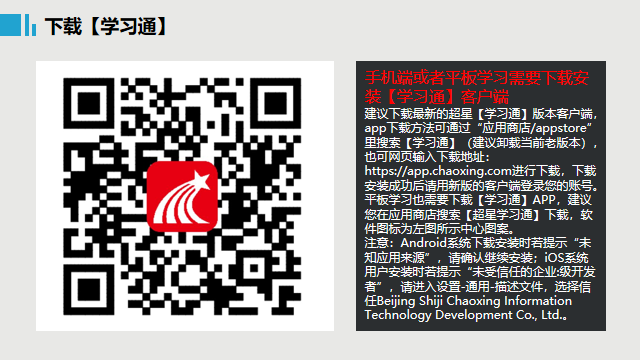 下载【学习通】
手机端或者平板学习需要下载安
装【学习通】客户端
建议下载最新的超星【学习通】版本客户端，
app下载方法可通过“应用商店/appstore”
里搜索【学习通】（建议卸载当前老版本），
也可网页输入下载地址：
https://app.chaoxing.com进行下载，下载
安装成功后请用新版的客户端登录您的账号。
平板学习也需要下载【学习通】APP，建议
您在应用商店搜索【超星学习通】下载，软
件图标为左图所示中心图案。
注意：Android系统下载安装时若提示“未
知应用来源”，请确认继续安装；iOS系统
用户安装时若提示“未受信任的企业:级开发
者”，请进入设置-通用-描述文件，选择信
任Beijing Shiji Chaoxing Information
Technology Development Co., Ltd.。